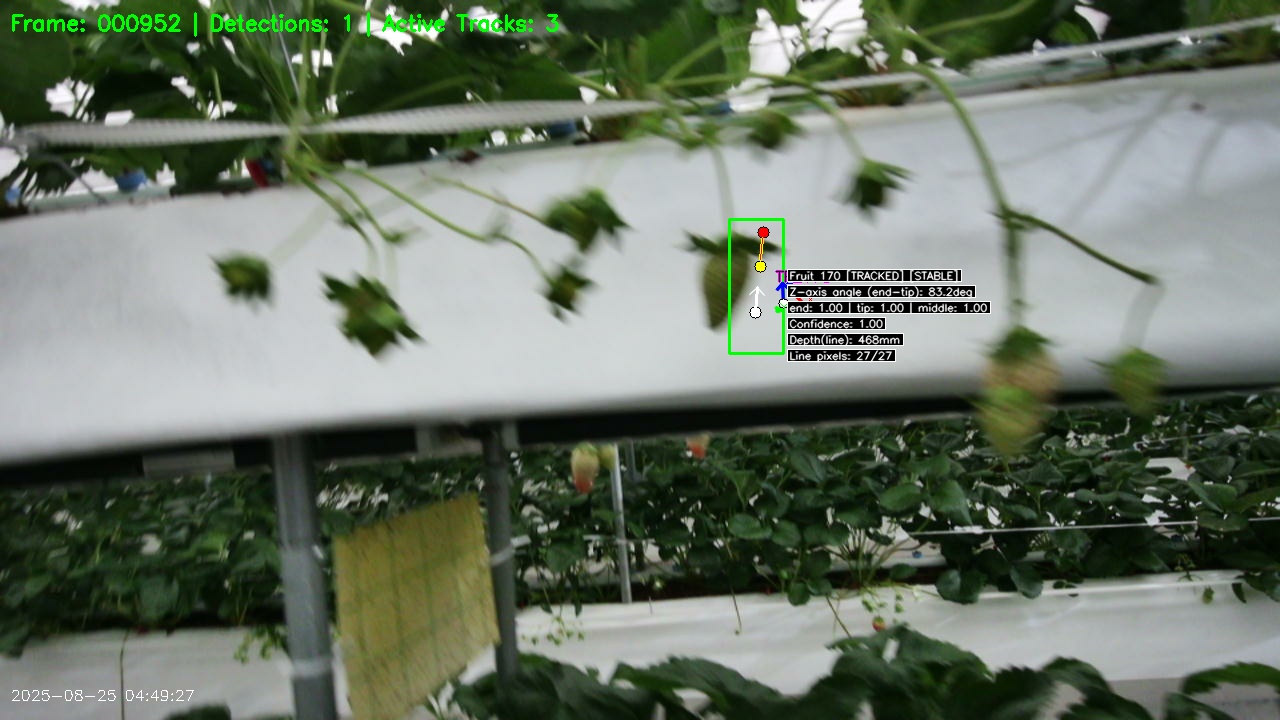 Frame: 000952 | Detections: 1 | Active Tracks: 3
Fruit 170 [TRACKED] [STABLE]
Z-axis angle (end-tip): 83.2deg
end: 1.00 | tip: 1.00 | middle: 1.00
Confidence: 1.00
Depth(line): 468mm
Line pixels: 27/27
2025-08-25 04:49:27